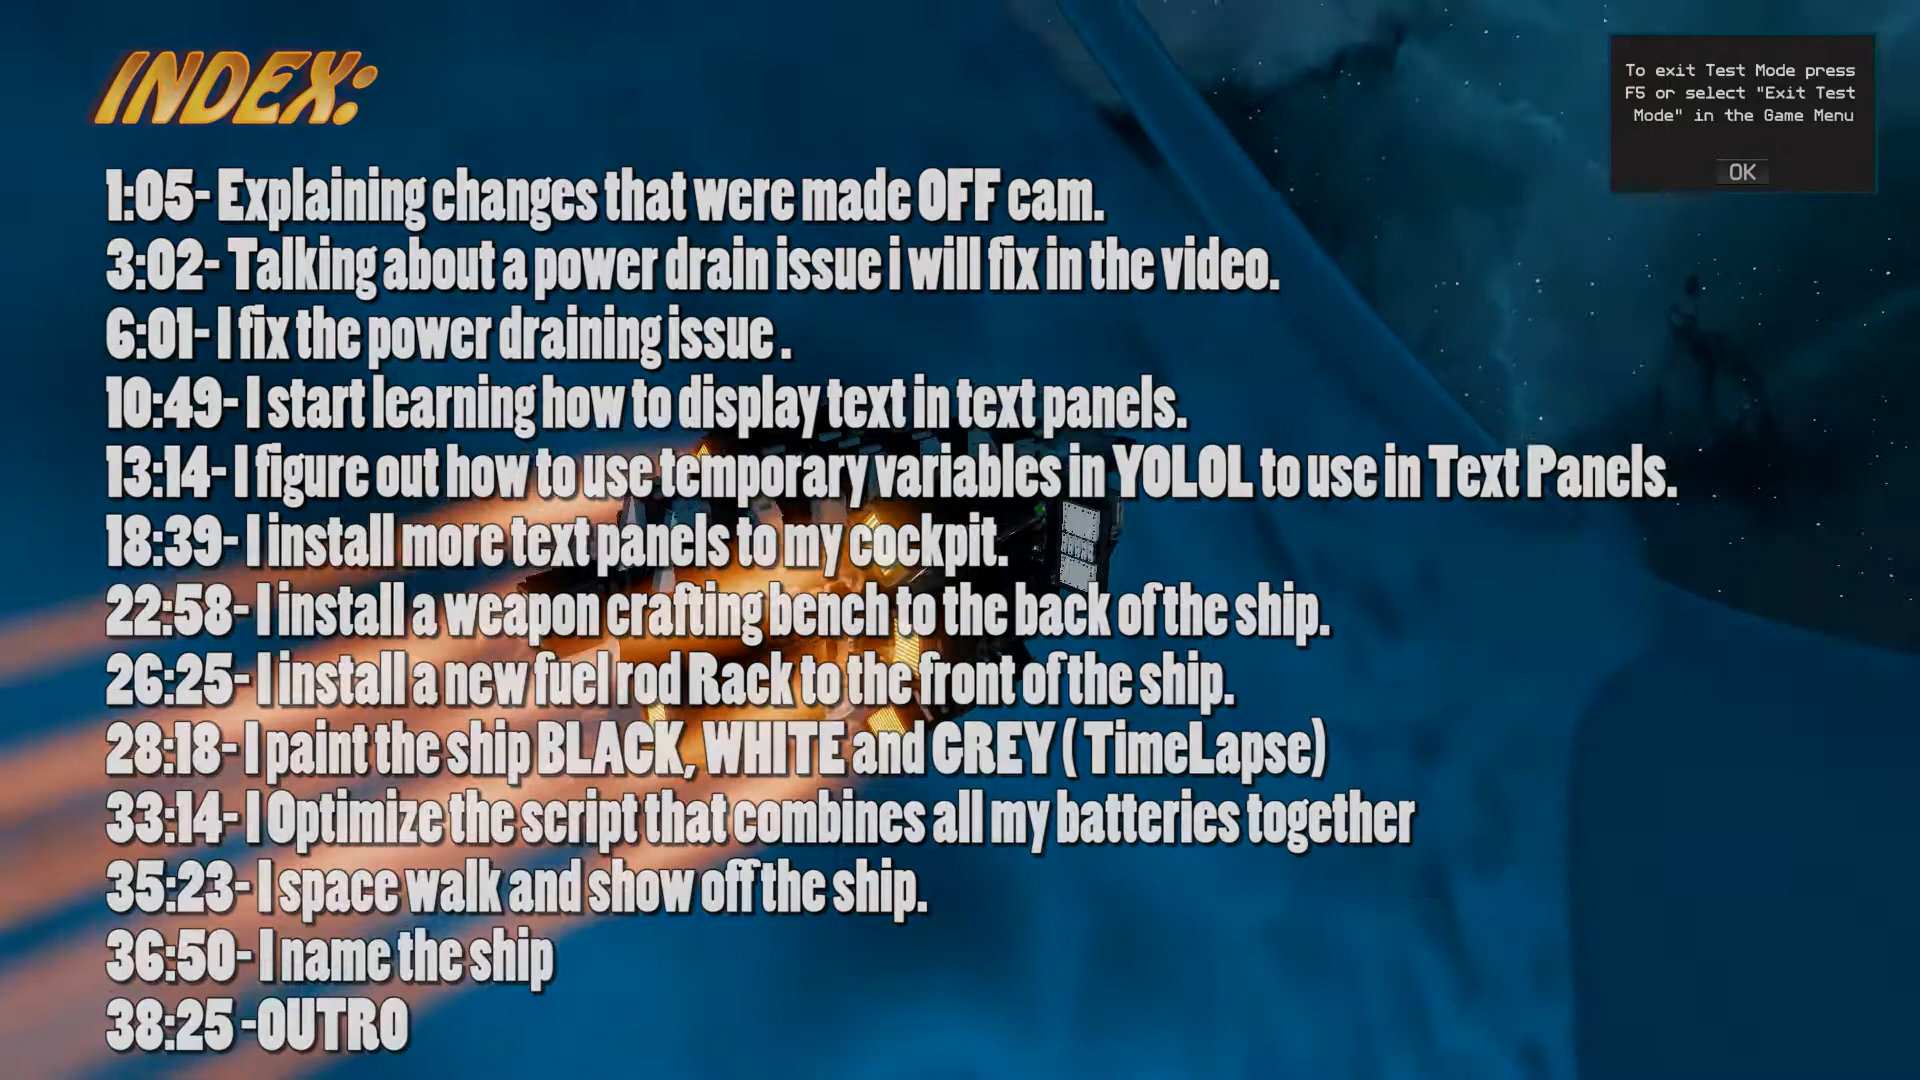 INDEX:
To exit Test Mode press
F5 or select "Exit Test
Mode" in the Game Menu
OK
1:05- Explaining changes that were made OFF cam.
3:02- Talking about a power drain issue i will fix in the video.
6:01- I fix the power draining issue .
10:49- I start learning how to display text in text panels.
13:14- I figure out how to use temporary variables in YOLOL to use in Text Panels.
18:39- I install more text panels to my cockpit.
22:58- I install a weapon crafting bench to the back of the ship.
26:25- I install a new fuel rod Rack to the front of the ship.
28:18- I paint the ship BLACK, WHITE and GREY ( TimeLapse)
33:14- I Optimize the script that combines all my batteries together
35:23- I space walk and show off the ship.
36:50- I name the ship
38:25 -OUTRO